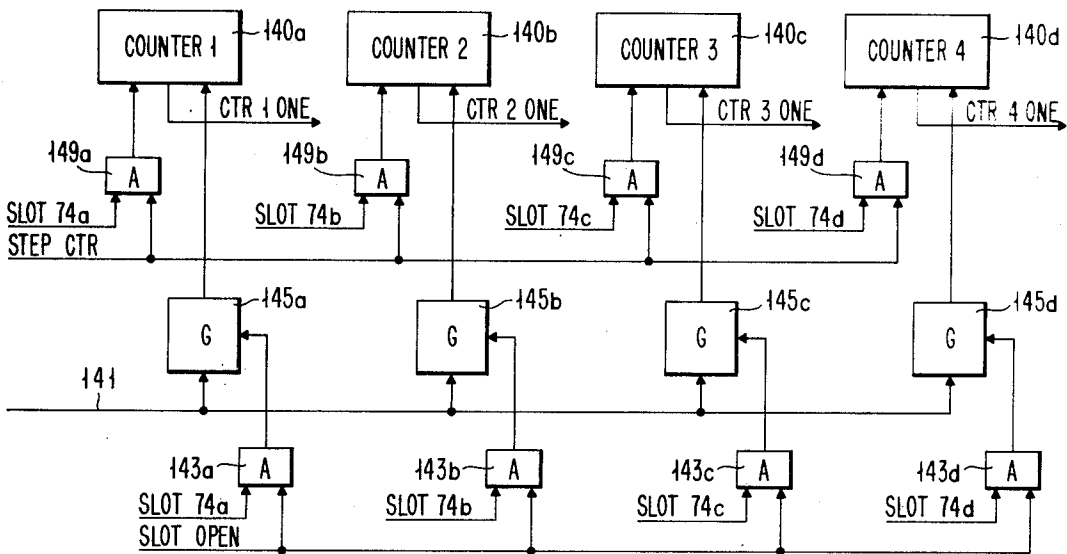 140a 140b 140c 140d
COUNTER 1 COUNTER 2 COUNTER 3 COUNTER 4
CTR 1 ONE CTR 2 ONE CTR 3 ONE CTR 4 ONE
149a 149b 149c 149d
A A A A
SLOT 74a SLOT 74b SLOT 74c SLOT 74d
STEP CTR
145a 145b 145c 145d
G G G G
141
143a 143b 143c 143d
A A A A
SLOT 74a SLOT 74b SLOT 74c SLOT 74d
SLOT OPEN